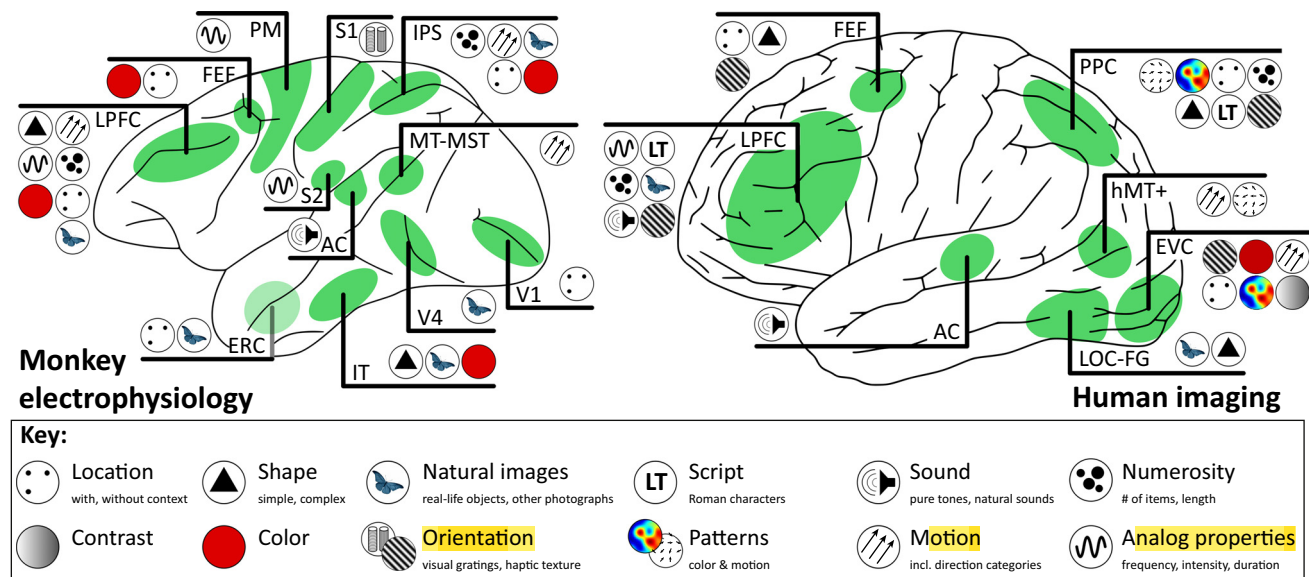 PM
S1
IPS
FEF
LPFC
MT-MST
S2
AC
V1
V4
ERC
IT
Monkey
electrophysiology
FEF
PPC
LT
LPFC
LT
hMT+
EVC
AC
LOC-FG
Human imaging
Key:
Location
with, without context
Shape
simple, complex
Natural images
real-life objects, other photographs
LT
Script
Roman characters
Sound
pure tones, natural sounds
Numerosity
# of items, length
Contrast
Color
Orientation
visual gratings, haptic texture
Patterns
color & motion
Motion
incl. direction categories
Analog properties
frequency, intensity, duration